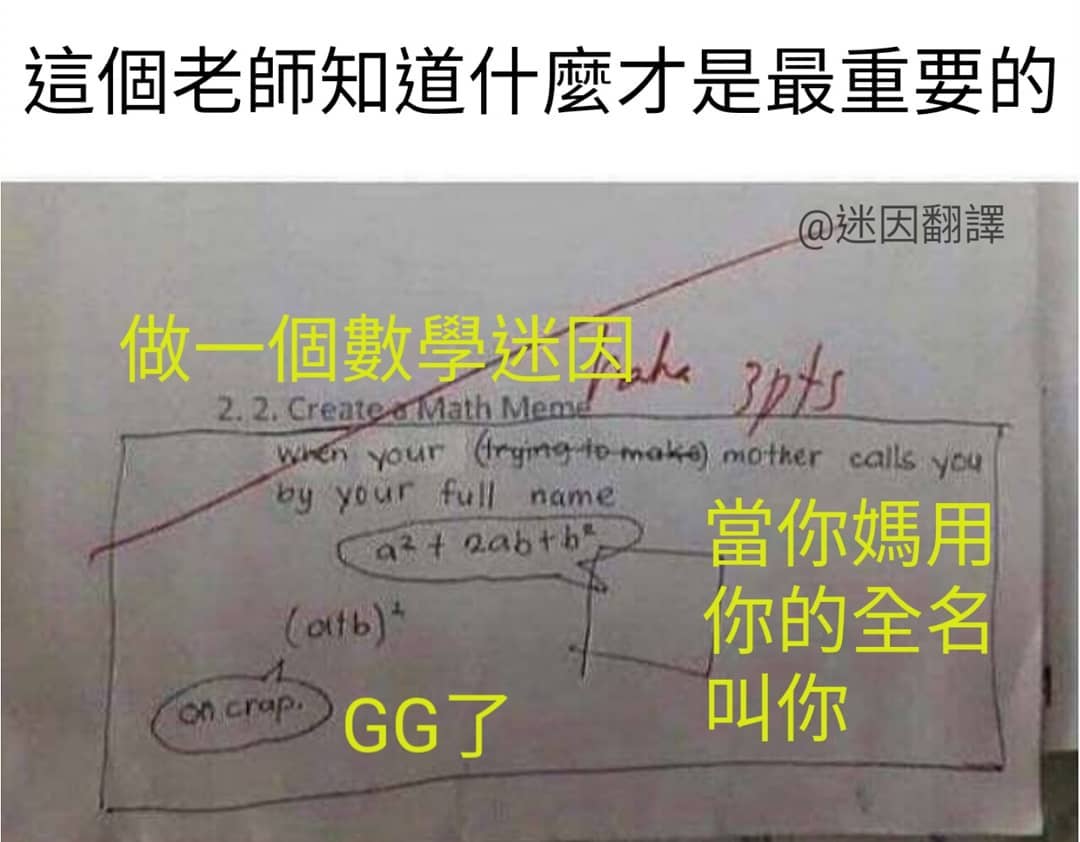 這個老師知道什麼才是最重要的
@迷因翻譯
做一個數學迷因
haha 3pts
2. 2. Create a Math Meme
when your (trying to make) mother calls you
by your full name
a² + 2ab + b²
當你媽用
你的全名
叫你
(a+b)²
oh crap.
GG了